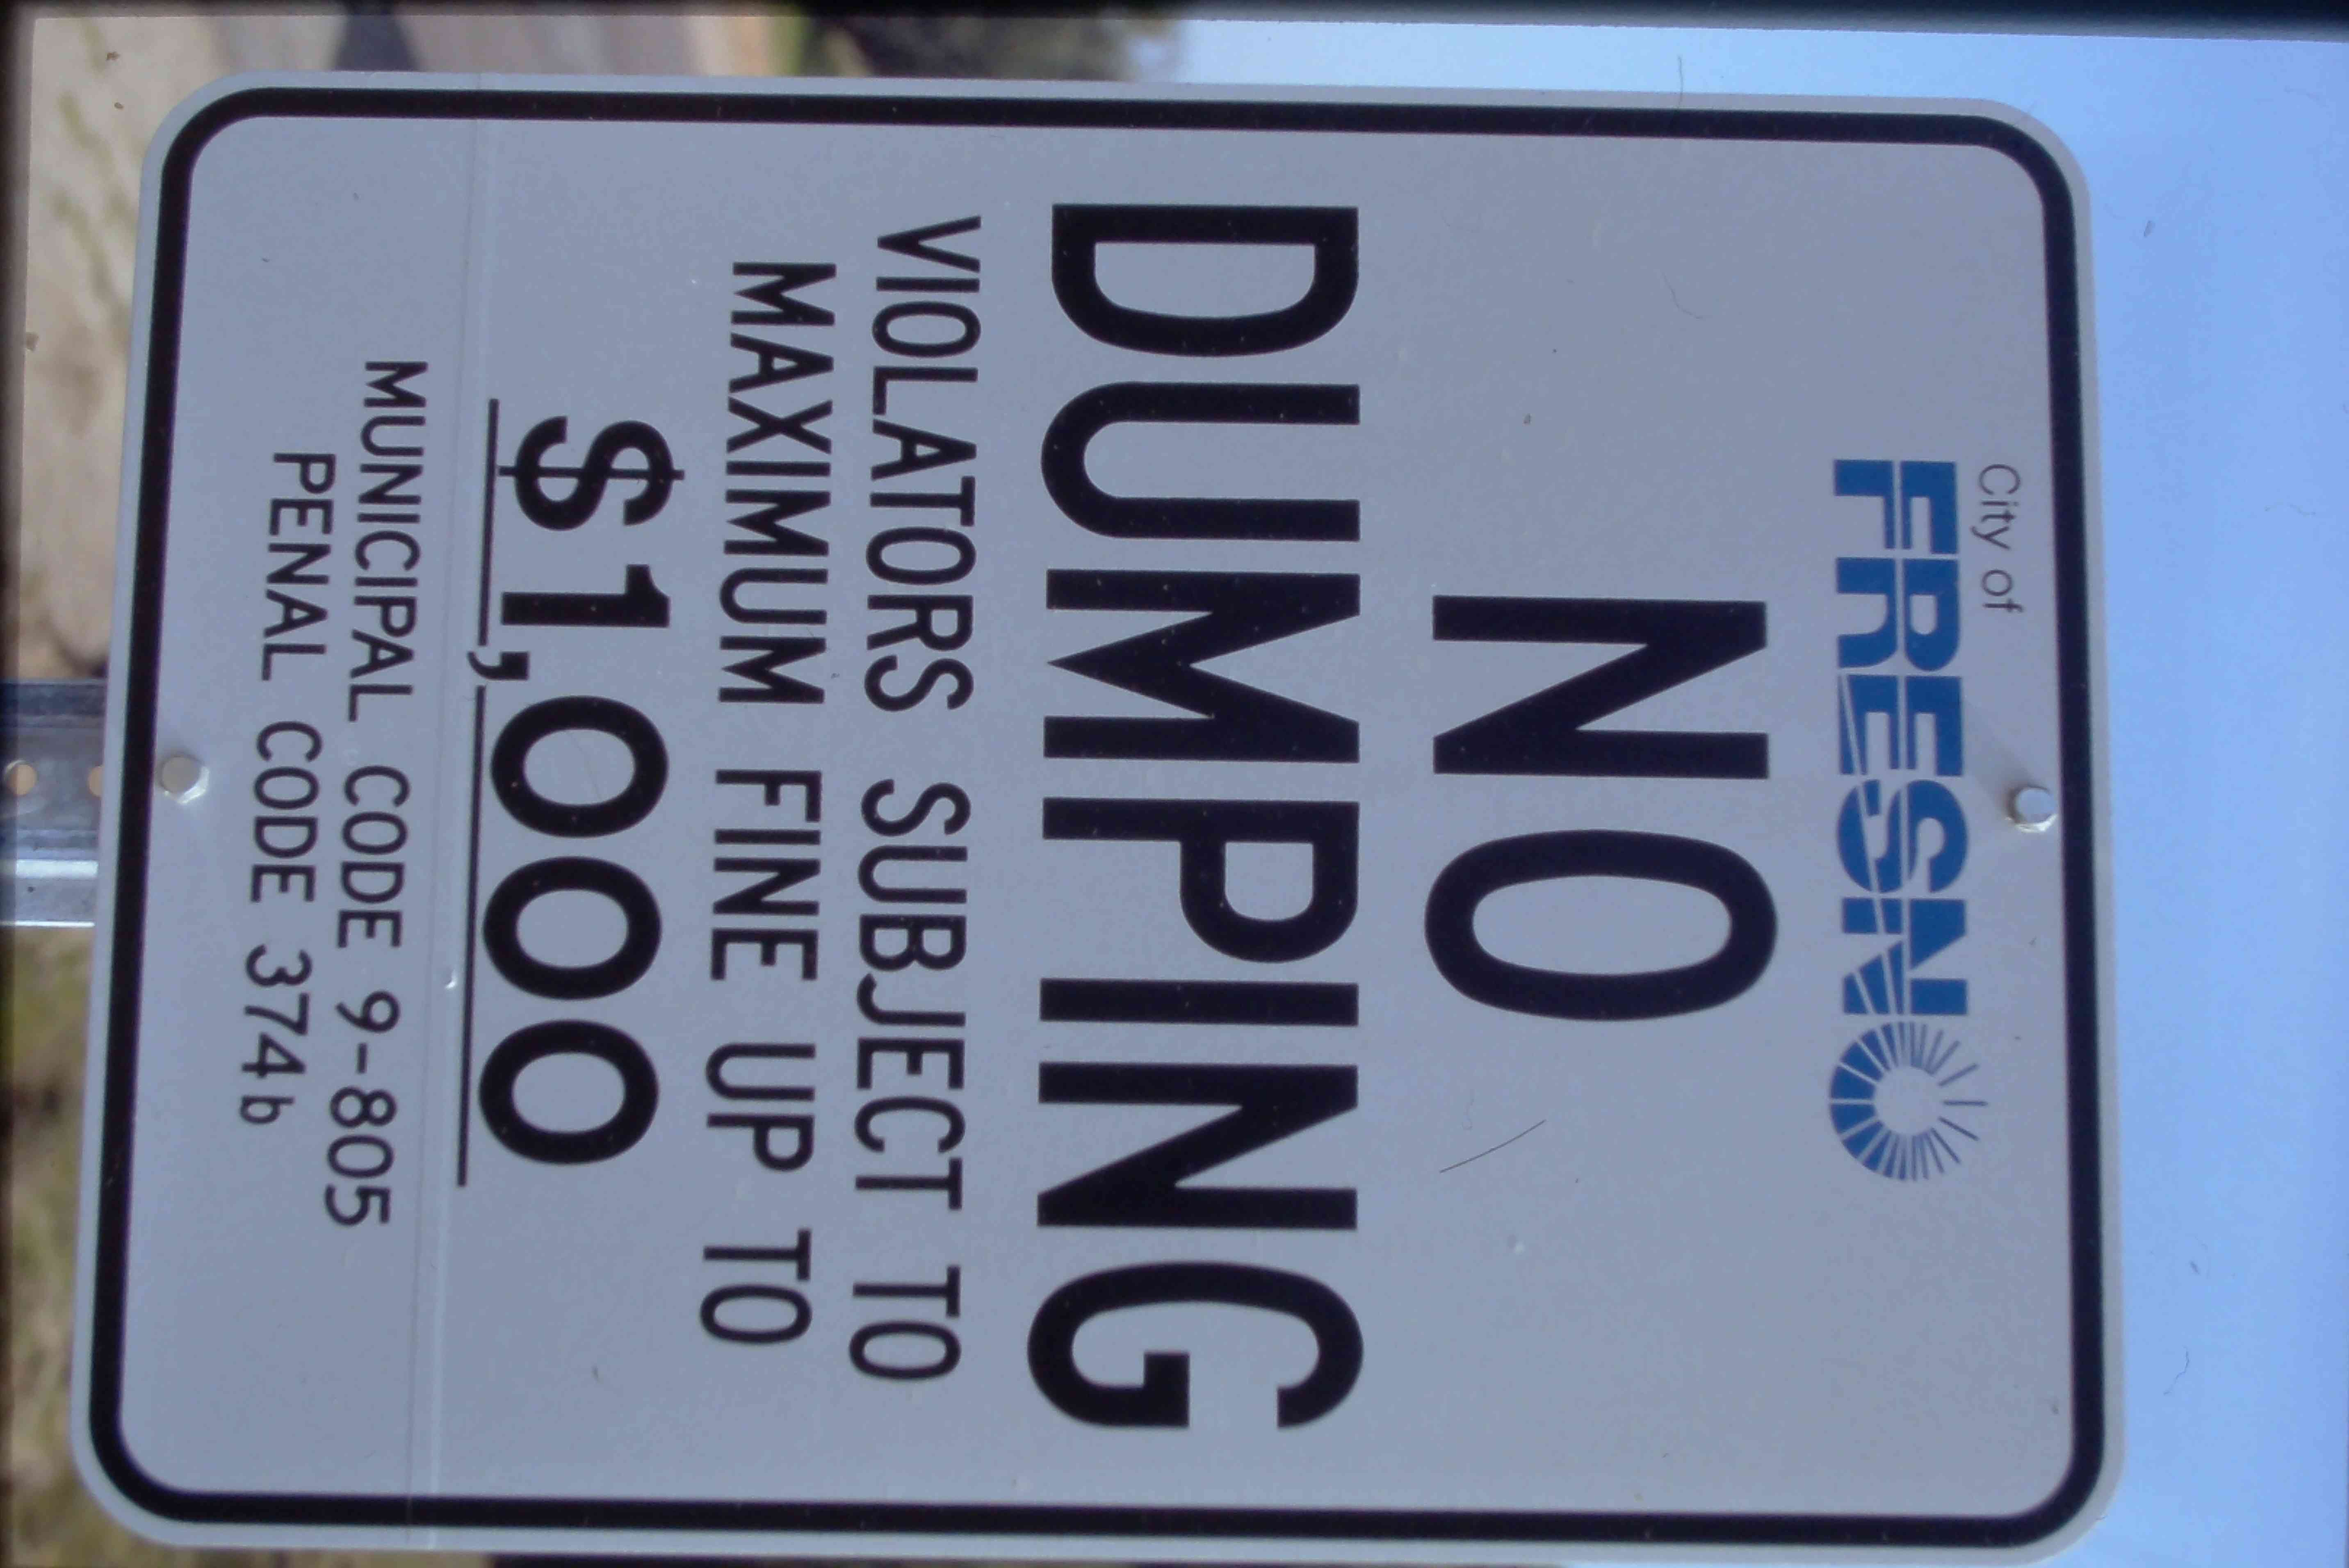 City of
FRESNO
NO
DUMPING
VIOLATORS SUBJECT TO
MAXIMUM FINE UP TO
$1,000
MUNICIPAL CODE 9-805
PENAL CODE 374b